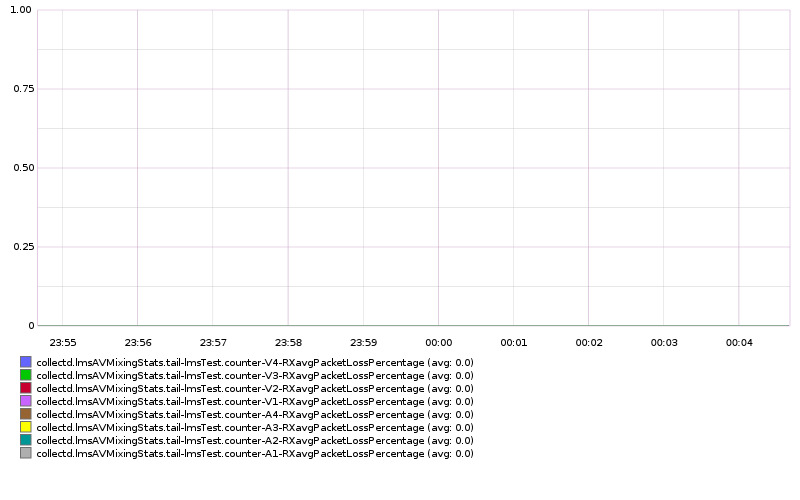 1.00
0.75
0.50
0.25
0
23:55 23:56 23:57 23:58 23:59 00:00 00:01 00:02 00:03 00:04
collectd.lmsAVMixingStats.tail-lmsTest.counter-V4-RXavgPacketLossPercentage (avg: 0.0)
collectd.lmsAVMixingStats.tail-lmsTest.counter-V3-RXavgPacketLossPercentage (avg: 0.0)
collectd.lmsAVMixingStats.tail-lmsTest.counter-V2-RXavgPacketLossPercentage (avg: 0.0)
collectd.lmsAVMixingStats.tail-lmsTest.counter-V1-RXavgPacketLossPercentage (avg: 0.0)
collectd.lmsAVMixingStats.tail-lmsTest.counter-A4-RXavgPacketLossPercentage (avg: 0.0)
collectd.lmsAVMixingStats.tail-lmsTest.counter-A3-RXavgPacketLossPercentage (avg: 0.0)
collectd.lmsAVMixingStats.tail-lmsTest.counter-A2-RXavgPacketLossPercentage (avg: 0.0)
collectd.lmsAVMixingStats.tail-lmsTest.counter-A1-RXavgPacketLossPercentage (avg: 0.0)